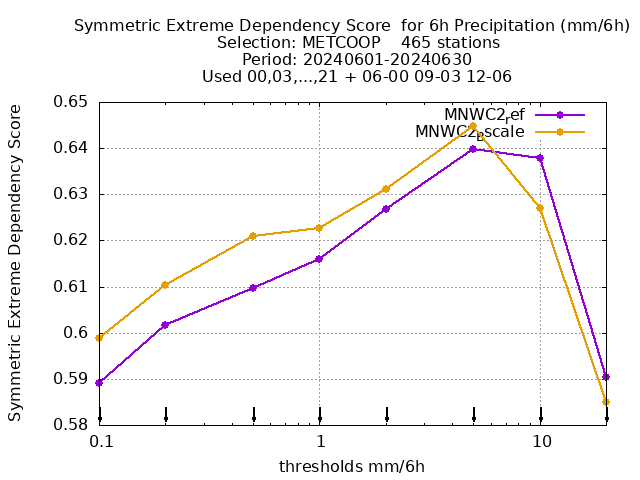 Symmetric Extreme Dependency Score  for 6h Precipitation (mm/6h)
Selection: METCOOP    465 stations
Period: 20240601-20240630
Used 00,03,...,21 + 06-00 09-03 12-06
Symmetric Extreme Dependency Score
0.65
0.64
0.63
0.62
0.61
0.6
0.59
0.58
MNWC2_ref
MNWC2_pscale
0.1
1
10
thresholds mm/6h